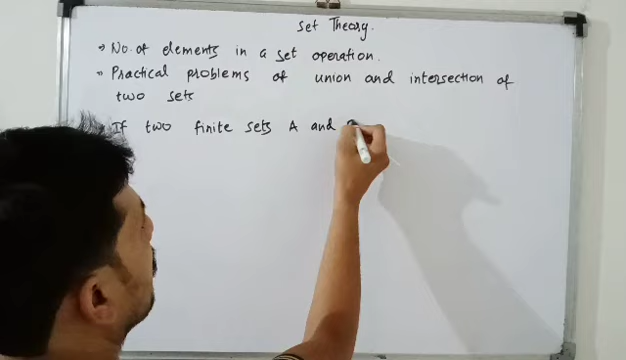 Set Theory.
→ No. of elements in a set operation.
→ Practical problems of union and intersection of
two sets
If two finite sets A and